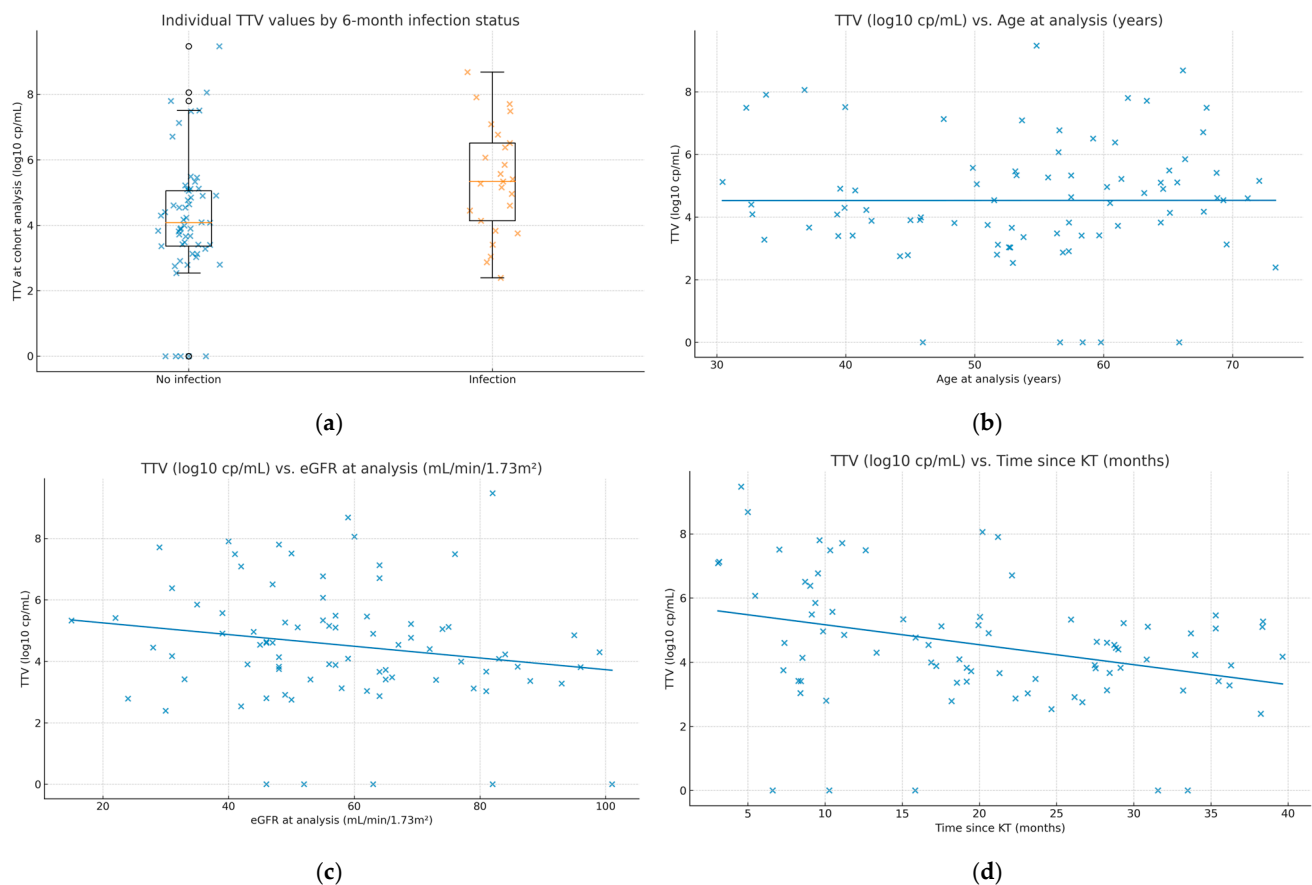 Individual TTV values by 6-month infection status
TTV at cohort analysis (log10 cp/mL)
8
6
4
2
0
No infection
Infection
(a)
TTV (log10 cp/mL) vs. Age at analysis (years)
TTV (log10 cp/mL)
8
6
4
2
0
30
40
50
60
70
Age at analysis (years)
(b)
TTV (log10 cp/mL) vs. eGFR at analysis (mL/min/1.73m²)
TTV (log10 cp/mL)
8
6
4
2
0
20
40
60
80
100
eGFR at analysis (mL/min/1.73m²)
(c)
TTV (log10 cp/mL) vs. Time since KT (months)
TTV (log10 cp/mL)
8
6
4
2
0
5
10
15
20
25
30
35
40
Time since KT (months)
(d)